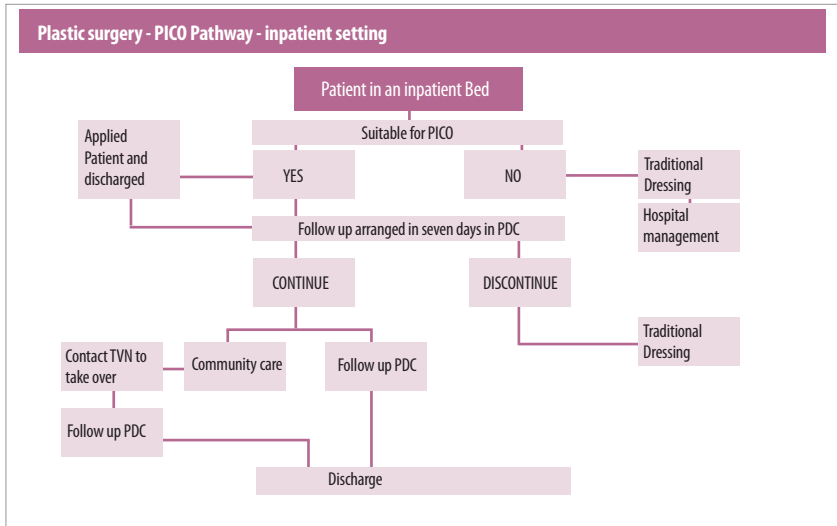 Plastic surgery - PICO Pathway - inpatient setting
Patient in an inpatient Bed
Suitable for PICO
Applied
Patient and
discharged
YES
NO
Traditional
Dressing
Hospital
management
Follow up arranged in seven days in PDC
CONTINUE
DISCONTINUE
Traditional
Dressing
Contact TVN to
take over
Community care
Follow up PDC
Follow up PDC
Discharge